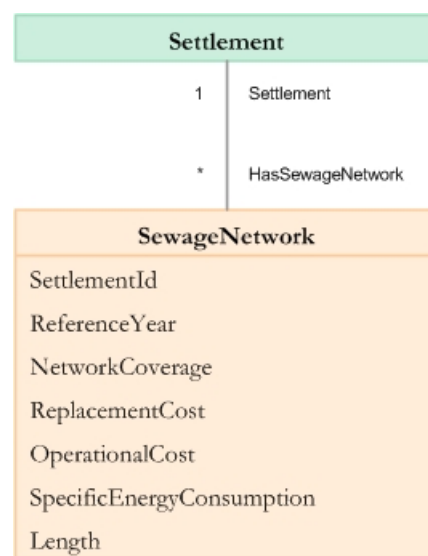 Settlement
1 Settlement
* HasSewageNetwork
SewageNetwork
SettlementId
ReferenceYear
NetworkCoverage
ReplacementCost
OperationalCost
SpecificEnergyConsumption
Length